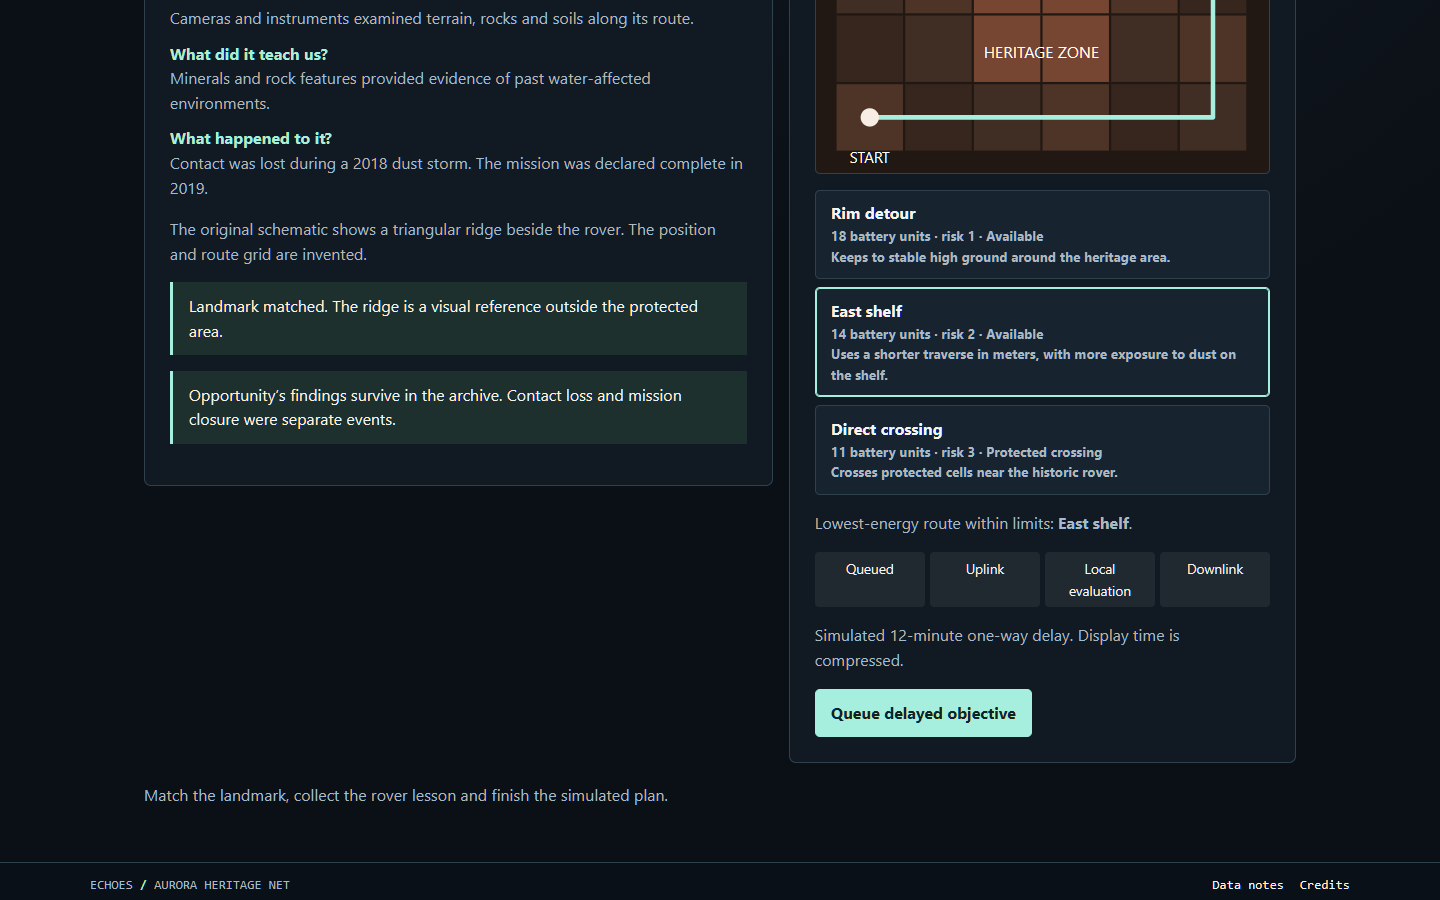 Cameras and instruments examined terrain, rocks and soils along its route.
What did it teach us?
Minerals and rock features provided evidence of past water-affected
environments.
What happened to it?
Contact was lost during a 2018 dust storm. The mission was declared complete in
2019.
The original schematic shows a triangular ridge beside the rover. The position
and route grid are invented.
Landmark matched. The ridge is a visual reference outside the protected
area.
Opportunity’s findings survive in the archive. Contact loss and mission
closure were separate events.
HERITAGE ZONE
START
Rim detour
18 battery units · risk 1 · Available
Keeps to stable high ground around the heritage area.
East shelf
14 battery units · risk 2 · Available
Uses a shorter traverse in meters, with more exposure to dust on
the shelf.
Direct crossing
11 battery units · risk 3 · Protected crossing
Crosses protected cells near the historic rover.
Lowest-energy route within limits: East shelf.
Queued
Uplink
Local
evaluation
Downlink
Simulated 12-minute one-way delay. Display time is
compressed.
Queue delayed objective
Match the landmark, collect the rover lesson and finish the simulated plan.
ECHOES / AURORA HERITAGE NET
Data notes
Credits